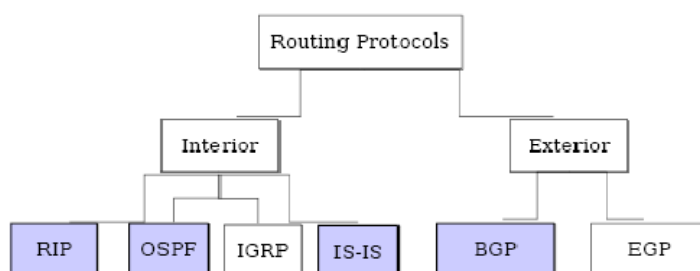 Routing Protocols
Interior Exterior
RIP OSPF IGRP IS-IS BGP EGP